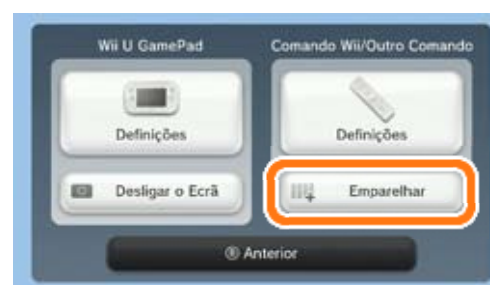 Wii U GamePad
Comando Wii/Outro Comando
Definições
Definições
Desligar o Ecrã
Emparelhar
Ⓑ Anterior